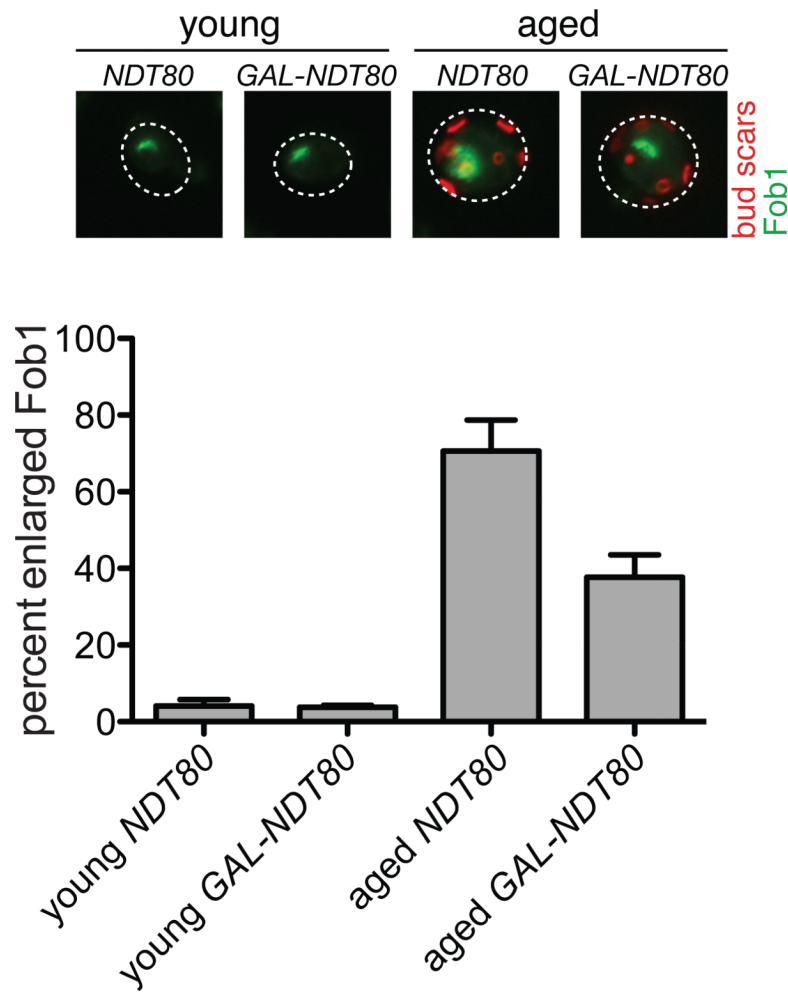 young aged
NDT80 GAL-NDT80 NDT80 GAL-NDT80
bud scars
Fob1
percent enlarged Fob1
100
80
60
40
20
0
young NDT80
young GAL-NDT80
aged NDT80
aged GAL-NDT80